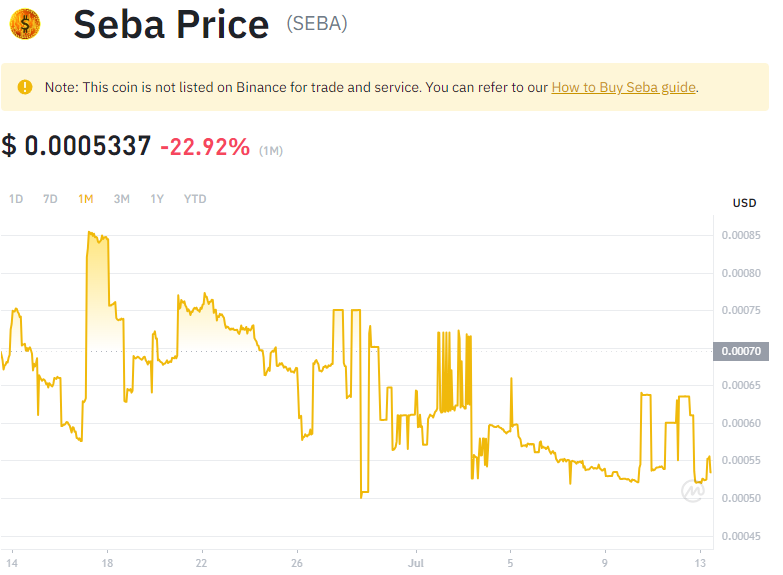 Seba Price (SEBA)
Note: This coin is not listed on Binance for trade and service. You can refer to our How to Buy Seba guide.
$ 0.0005337 -22.92% (1M)
1D 7D 1M 3M 1Y YTD
USD
0.00085
0.00080
0.00075
0.00070
0.00065
0.00060
0.00055
0.00050
0.00045
14 18 22 26 Jul 5 9 13